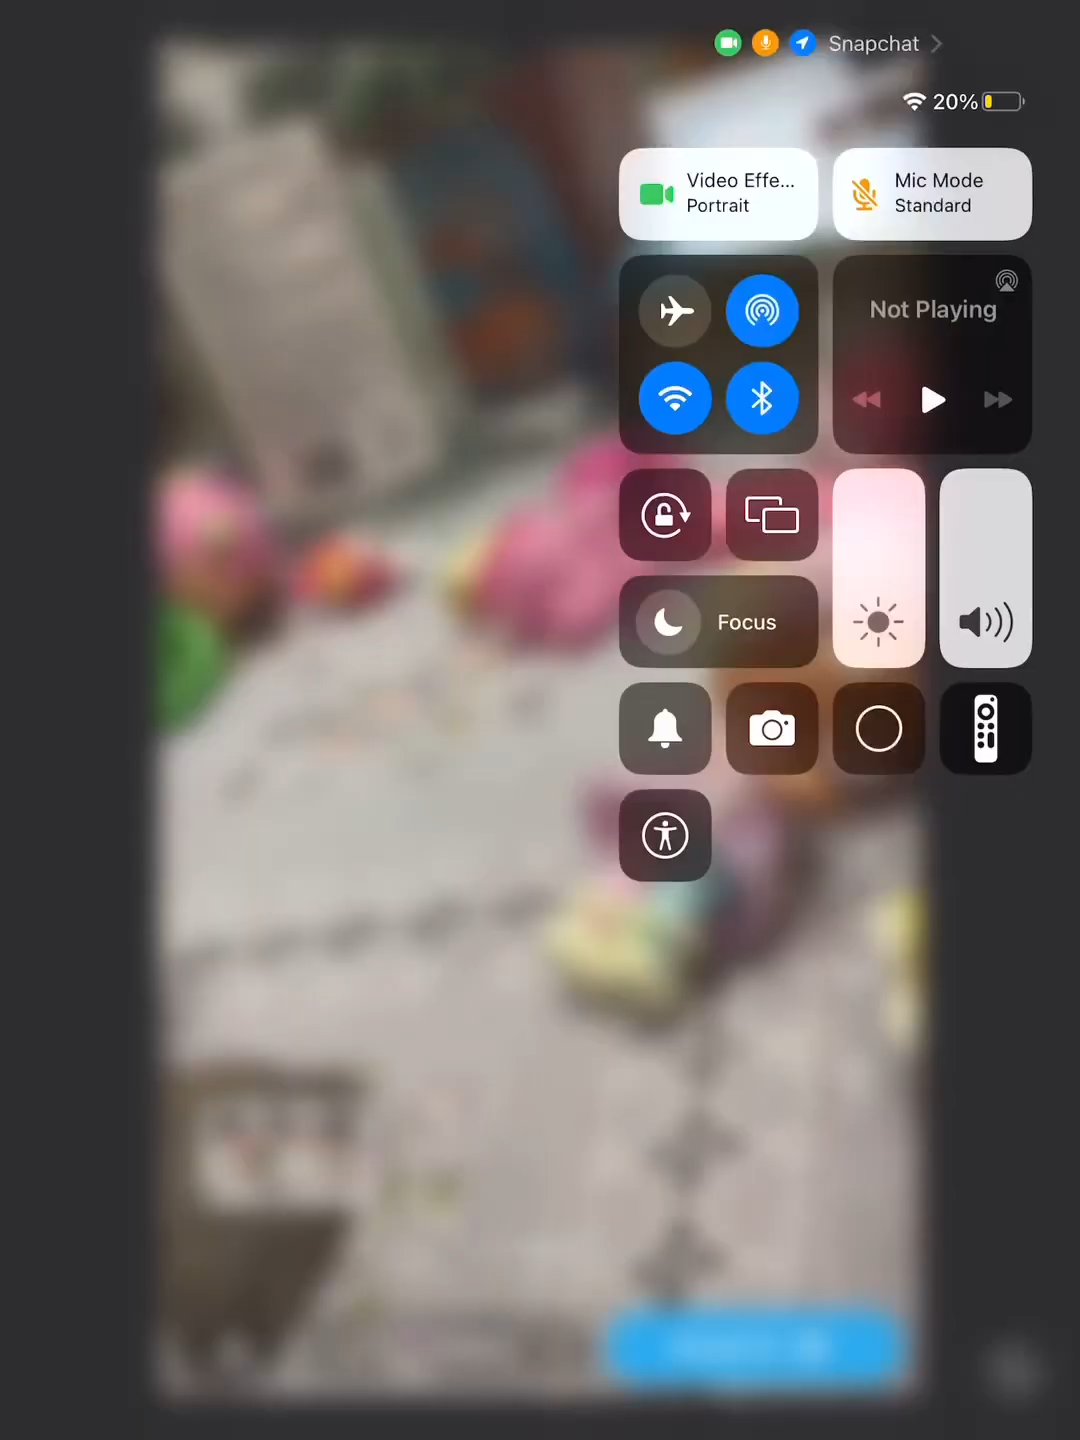 Snapchat
20%
Video Effe...
Portrait
Mic Mode
Standard
Not Playing
Focus